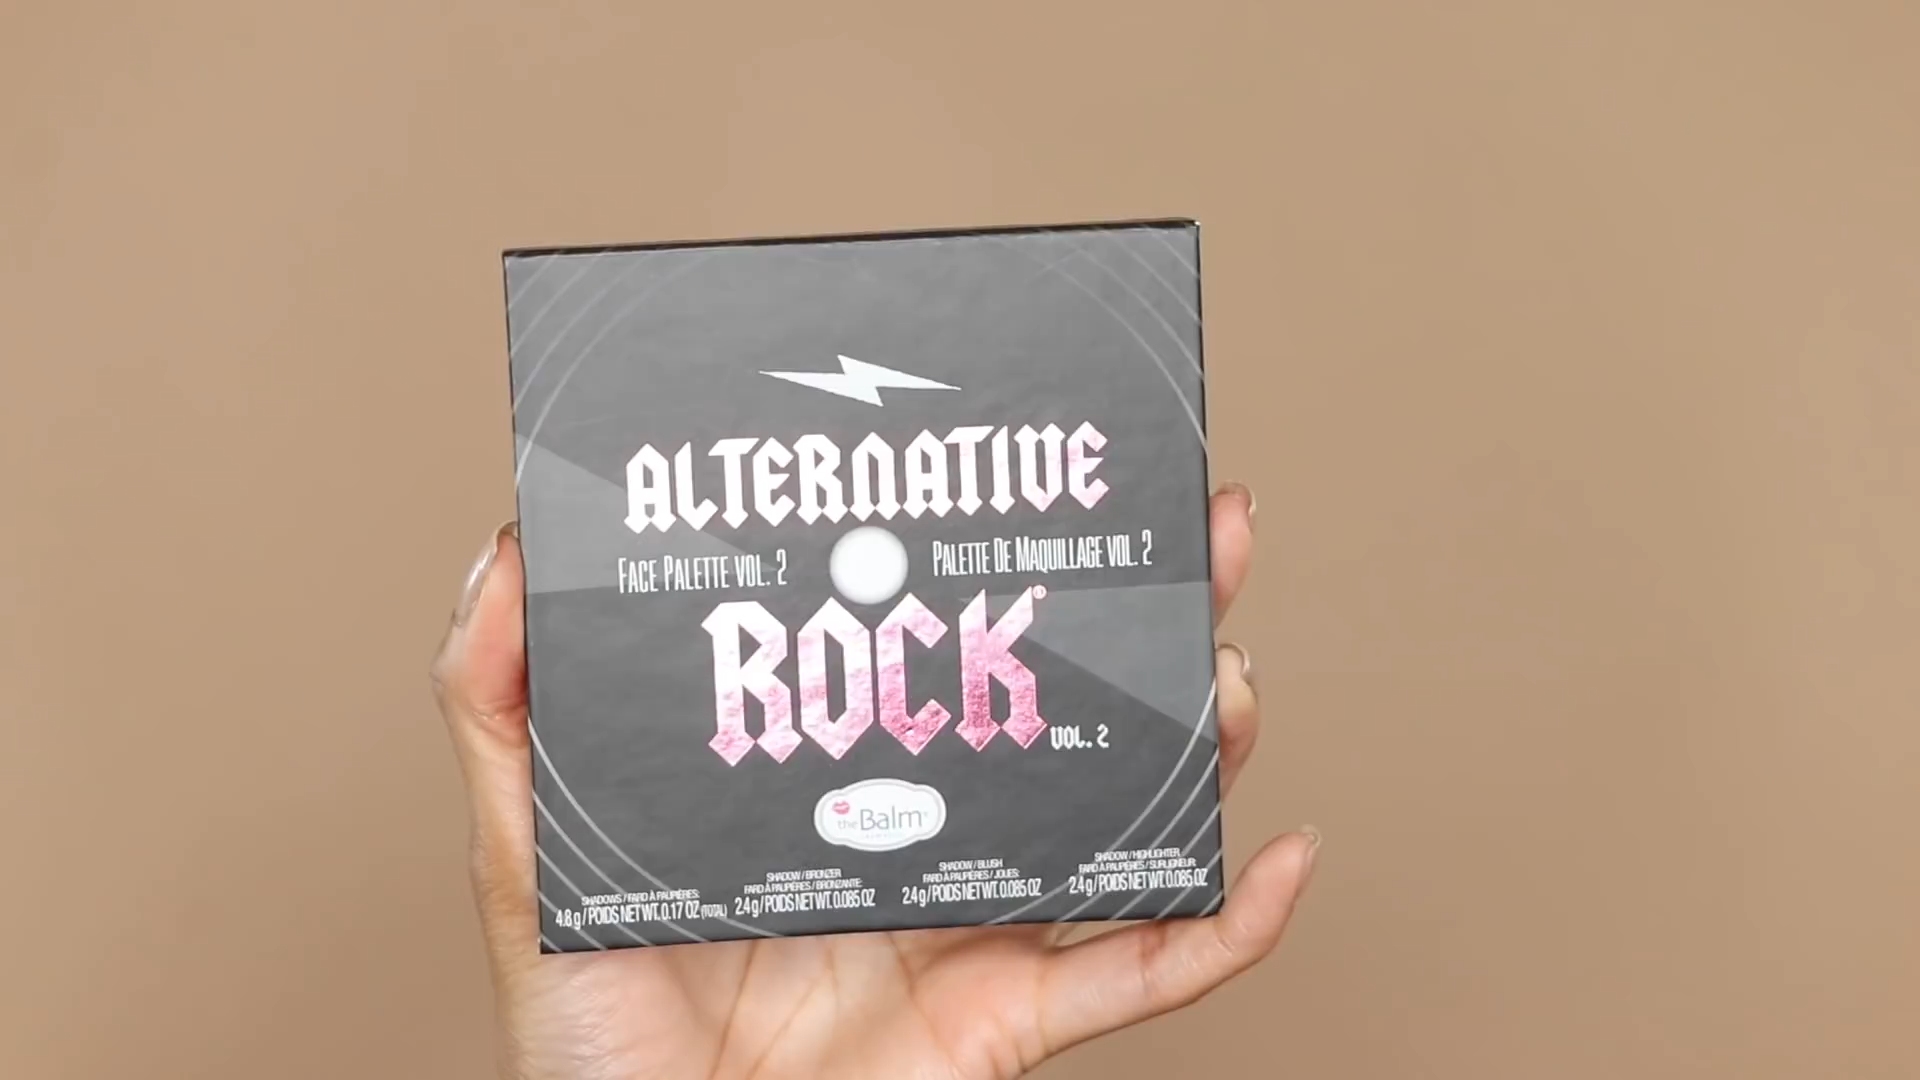 ALTERNATIVE
FACE PALETTE VOL. 2
PALETTE DE MAQUILLAGE VOL. 2
ROCK®
VOL. 2
theBalm®
SHADOWS / FARD À PAUPIÈRES:
4.8 g / POIDS NET WT. 0.17 OZ (TOTAL)
SHADOW / BRONZER
FARD À PAUPIÈRES / BRONZANTE:
2.4 g / POIDS NET WT. 0.085 OZ
SHADOW / BLUSH
FARD À PAUPIÈRES / JOUES:
2.4 g / POIDS NET WT. 0.085 OZ
SHADOW / HIGHLIGHTER
FARD À PAUPIÈRES / SURLIGNEUR:
2.4 g / POIDS NET WT. 0.085 OZ